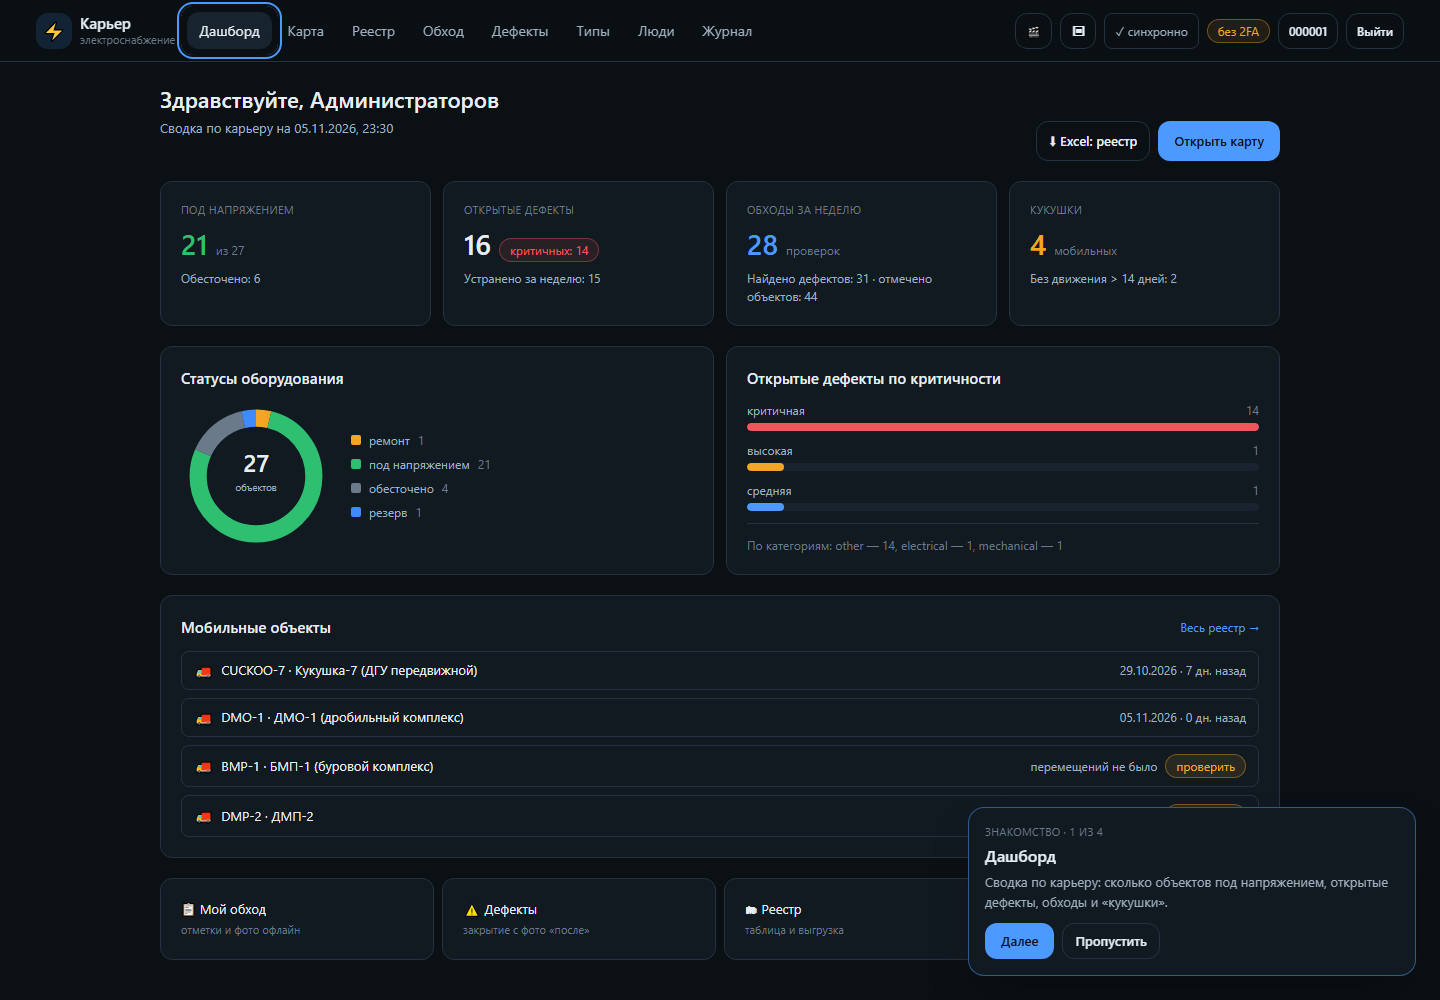 Карьер
электроснабжение
Дашборд
Карта
Реестр
Обход
Дефекты
Типы
Люди
Журнал
✓ синхронно
без 2FA
000001
Выйти
Здравствуйте, Администраторов
Сводка по карьеру на 05.11.2026, 23:30
⬇ Excel: реестр
Открыть карту
ПОД НАПРЯЖЕНИЕМ
21 из 27
Обесточено: 6
ОТКРЫТЫЕ ДЕФЕКТЫ
16 критичных: 14
Устранено за неделю: 15
ОБХОДЫ ЗА НЕДЕЛЮ
28 проверок
Найдено дефектов: 31 · отмечено
объектов: 44
КУКУШКИ
4 мобильных
Без движения > 14 дней: 2
Статусы оборудования
27
объектов
ремонт 1
под напряжением 21
обесточено 4
резерв 1
Открытые дефекты по критичности
критичная 14
высокая 1
средняя 1
По категориям: other — 14, electrical — 1, mechanical — 1
Мобильные объекты
Весь реестр →
CUCKOO-7 · Кукушка-7 (ДГУ передвижной) 29.10.2026 · 7 дн. назад
DMO-1 · ДМО-1 (дробильный комплекс) 05.11.2026 · 0 дн. назад
BMP-1 · БМП-1 (буровой комплекс) перемещений не было проверить
DMP-2 · ДМП-2
Мой обход
отметки и фото офлайн
Дефекты
закрытие с фото «после»
Реестр
таблица и выгрузка
ЗНАКОМСТВО · 1 ИЗ 4
Дашборд
Сводка по карьеру: сколько объектов под напряжением, открытые
дефекты, обходы и «кукушки».
Далее
Пропустить